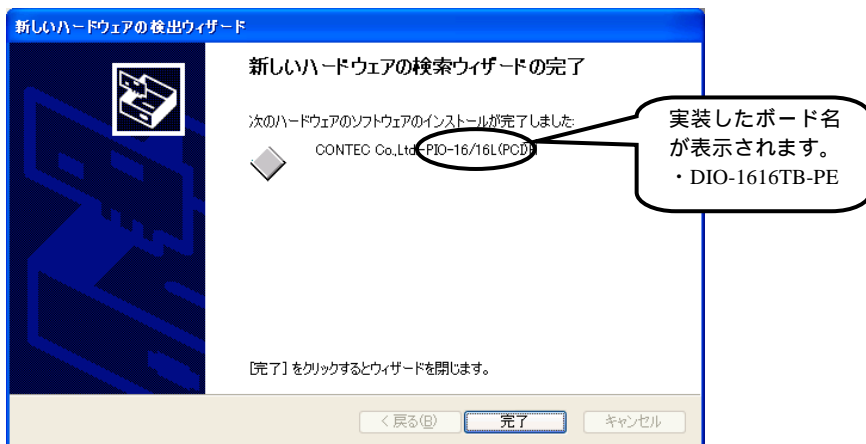 新しいハードウェアの検出ウィザード
新しいハードウェアの検索ウィザードの完了
次のハードウェアのソフトウェアのインストールが完了しました:
CONTEC Co.,Ltd.-PIO-16/16L(PCI)H
[完了] をクリックするとウィザードを閉じます。
< 戻る(B)
完了
キャンセル
実装したボード名
が表示されます。
・DIO-1616TB-PE